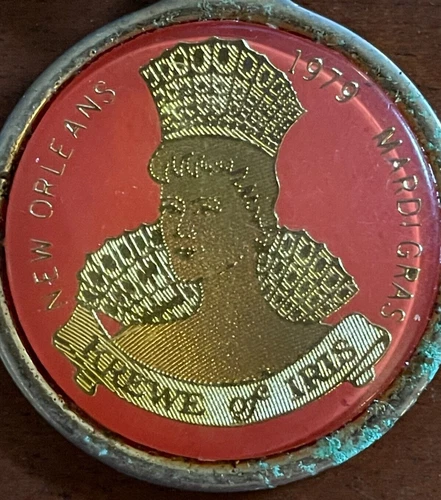 NEW ORLEANS
1979 MARDI GRAS
KREWE of IRIS